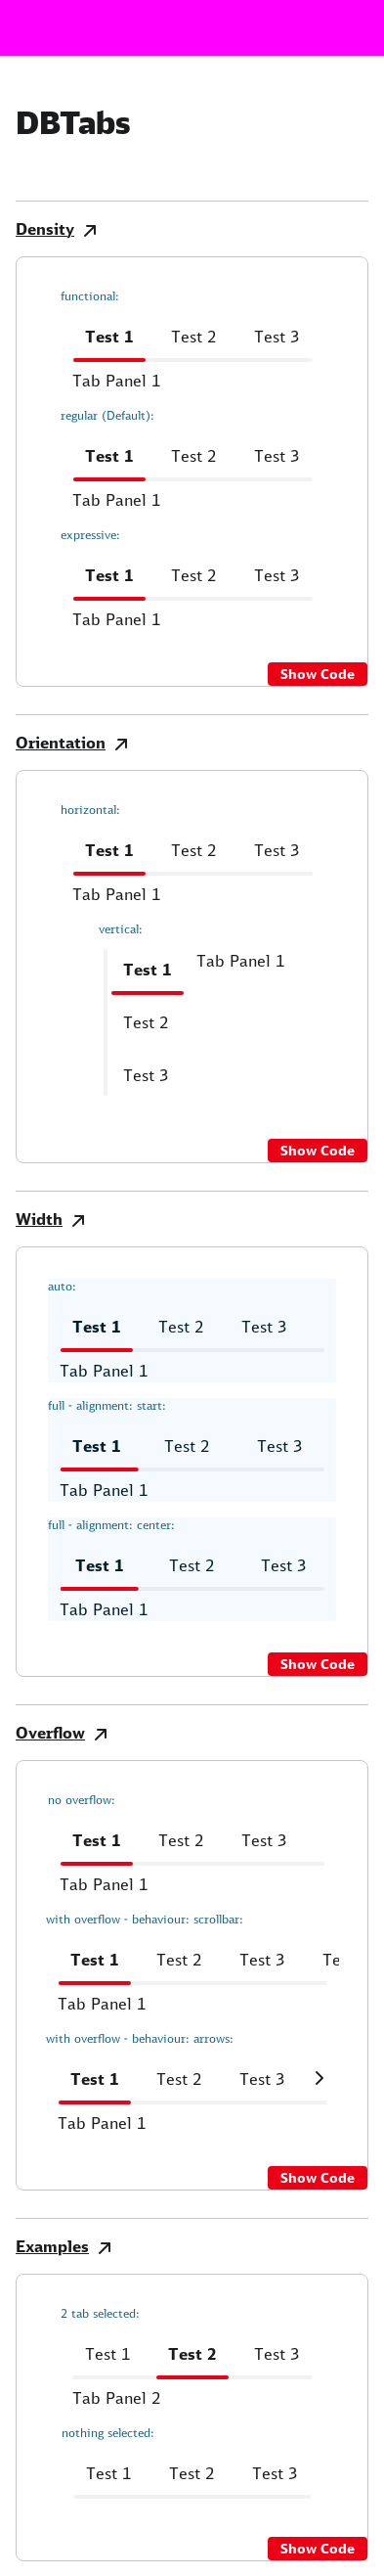 DBTabs
Density
functional:
Test 1 Test 2 Test 3
Tab Panel 1
regular (Default):
Test 1 Test 2 Test 3
Tab Panel 1
expressive:
Test 1 Test 2 Test 3
Tab Panel 1
Show Code
Orientation
horizontal:
Test 1 Test 2 Test 3
Tab Panel 1
vertical:
Test 1 Tab Panel 1
Test 2
Test 3
Show Code
Width
auto:
Test 1 Test 2 Test 3
Tab Panel 1
full - alignment: start:
Test 1 Test 2 Test 3
Tab Panel 1
full - alignment: center:
Test 1 Test 2 Test 3
Tab Panel 1
Show Code
Overflow
no overflow:
Test 1 Test 2 Test 3
Tab Panel 1
with overflow - behaviour: scrollbar:
Test 1 Test 2 Test 3
Tab Panel 1
with overflow - behaviour: arrows:
Test 1 Test 2 Test 3
Tab Panel 1
Show Code
Examples
2 tab selected:
Test 1 Test 2 Test 3
Tab Panel 2
nothing selected:
Test 1 Test 2 Test 3
Show Code